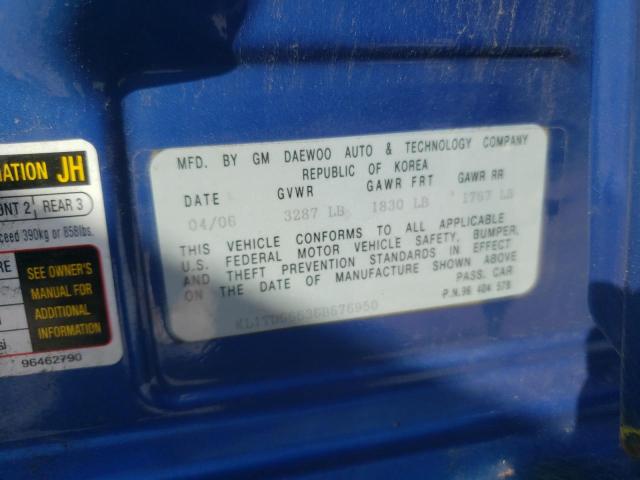 MATION JH
ONT 2 REAR 3
ceed 390kg or 858lbs.
SEE OWNER'S
MANUAL FOR
ADDITIONAL
INFORMATION
96462790
MFD. BY GM DAEWOO AUTO & TECHNOLOGY COMPANY
REPUBLIC OF KOREA
DATE GVWR GAWR FRT GAWR RR
04/06 3287 LB 1830 LB 1767 LB
THIS VEHICLE CONFORMS TO ALL APPLICABLE
U.S. FEDERAL MOTOR VEHICLE SAFETY, BUMPER,
AND THEFT PREVENTION STANDARDS IN EFFECT
ON THE DATE OF MANUFACTURE SHOWN ABOVE
PASS. CAR
P.N.96 404 578
KL1TD66636B676950